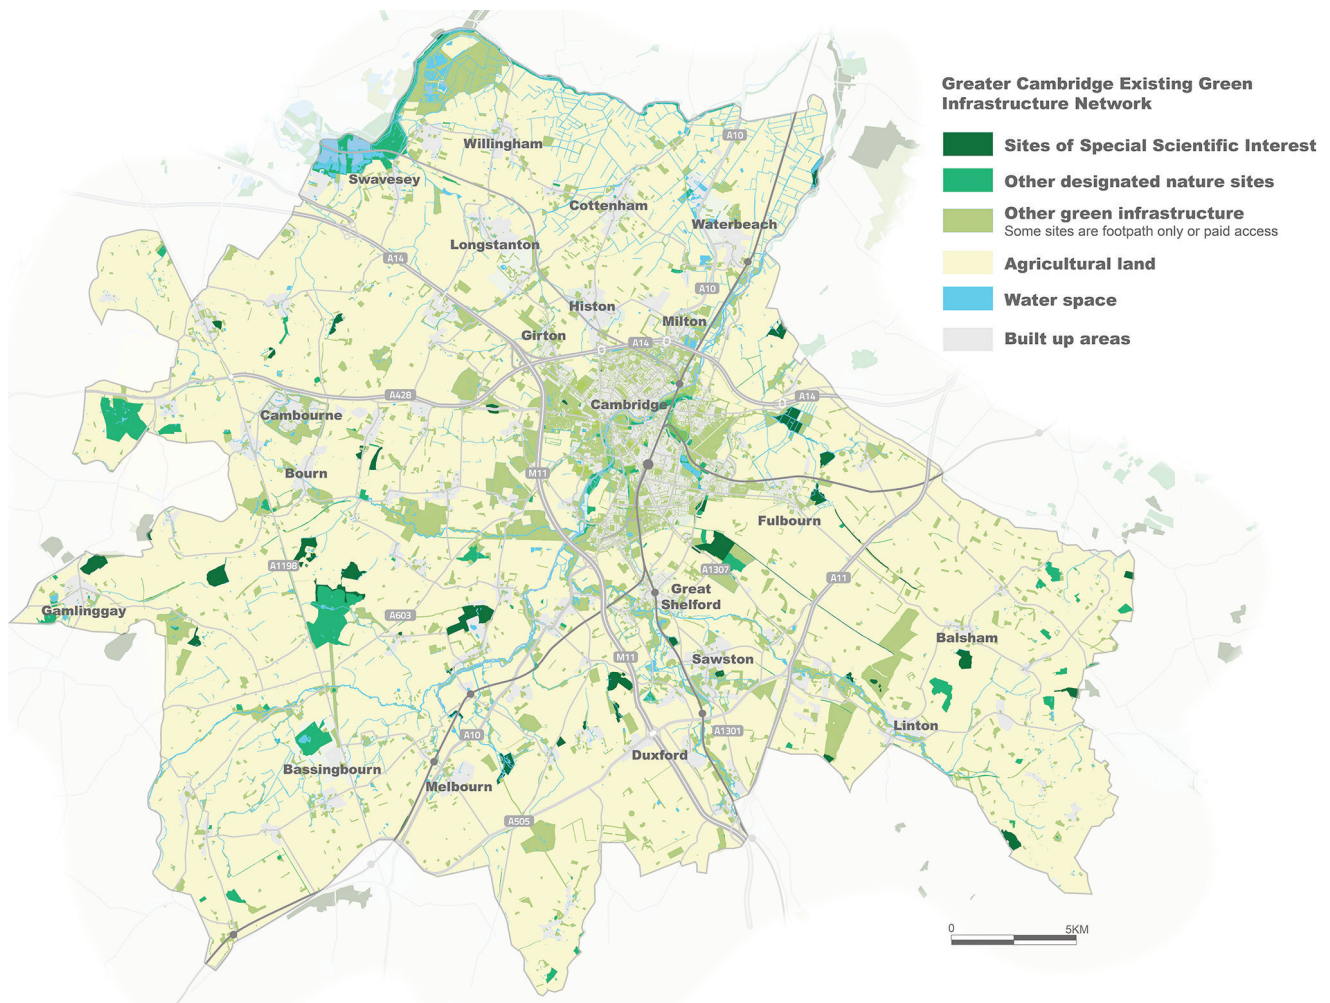 Greater Cambridge Existing Green
Infrastructure Network
Sites of Special Scientific Interest
Other designated nature sites
Other green infrastructure
Some sites are footpath only or paid access
Agricultural land
Water space
Built up areas
A10
Willingham
Swavesey
Cottenham
Waterbeach
Longstanton
A14
A10
Histon
Milton
Girton
A14
A428
A14
Cambridge
Cambourne
Bourn
M11
Fulbourn
A1198
A1307
A11
Great
Shelford
Gamlinggay
A603
Balsham
M11
Sawston
Linton
A10
A1301
Duxford
Bassingbourn
Melbourn
A505
0 5KM